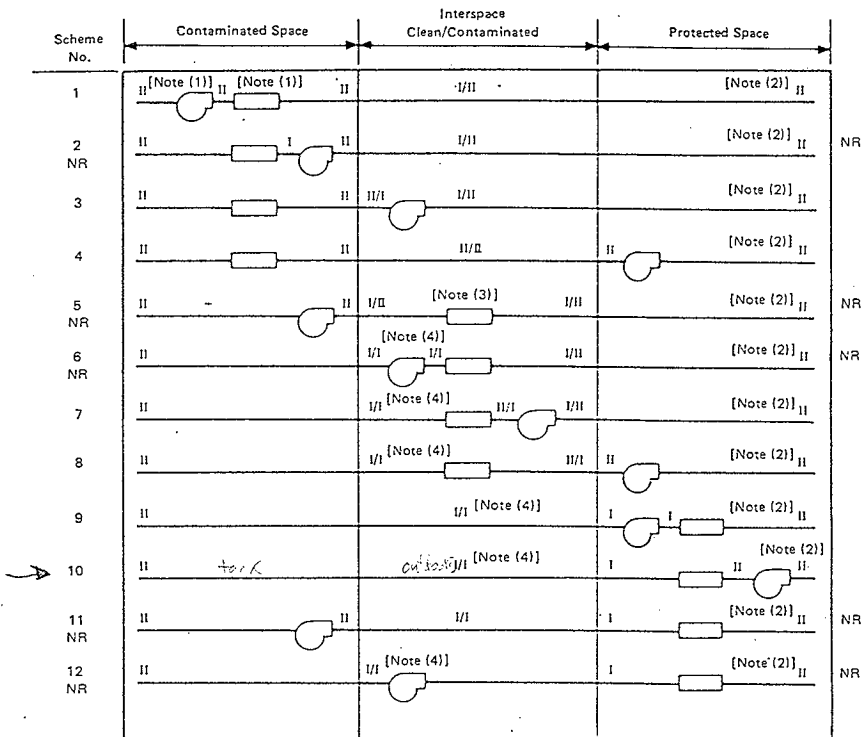 Scheme No.
Contaminated Space
Interspace Clean/Contaminated
Protected Space
1 II [Note (1)] II [Note (1)] II I/II [Note (2)] II
2 NR II I II I/II [Note (2)] II NR
3 II II II/I I/II [Note (2)] II
4 II II II/II II [Note (2)] II
5 NR II II I/II [Note (3)] I/II [Note (2)] II NR
6 NR II I/I [Note (4)] I/I I/II [Note (2)] II NR
7 II I/I [Note (4)] II/I I/II [Note (2)] II
8 II I/I [Note (4)] II/I II [Note (2)] II
9 II I/I [Note (4)] I I [Note (2)] II
10 II tank I/I [Note (4)] I II [Note (2)] II
11 NR II II I/I I [Note (2)] II NR
12 NR II I/I [Note (4)] I [Note (2)] II NR